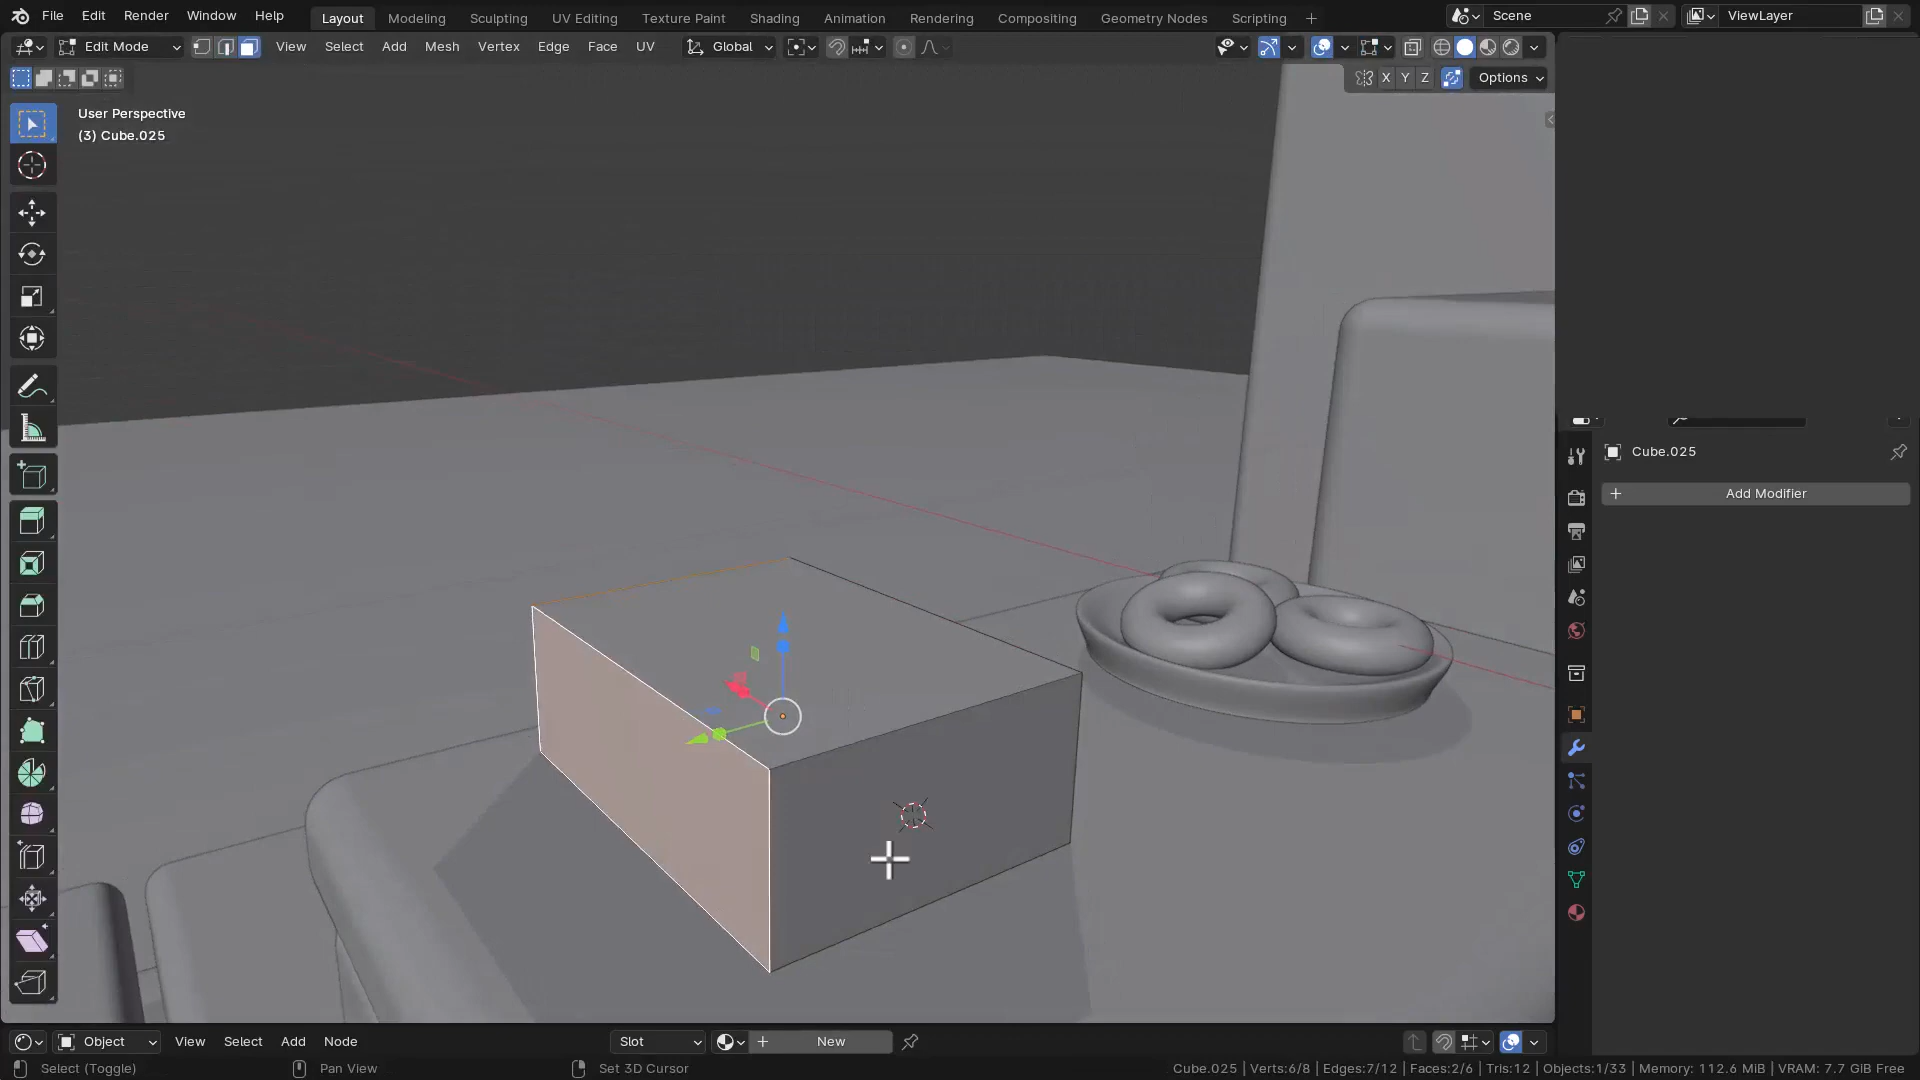 File Edit Render Window Help Layout Modeling Sculpting UV Editing Texture Paint Shading Animation Rendering Compositing Geometry Nodes Scripting Scene ViewLayer
Edit Mode View Select Add Mesh Vertex Edge Face UV Global
X Y Z Options
User Perspective
(3) Cube.025
Cube.025
Add Modifier
Object View Select Add Node Slot New
Select (Toggle) Pan View Set 3D Cursor Cube.025 | Verts:6/8 | Edges:7/12 | Faces:2/6 | Tris:12 | Objects:1/33 | Memory: 112.6 MiB | VRAM: 7.7 GiB Free